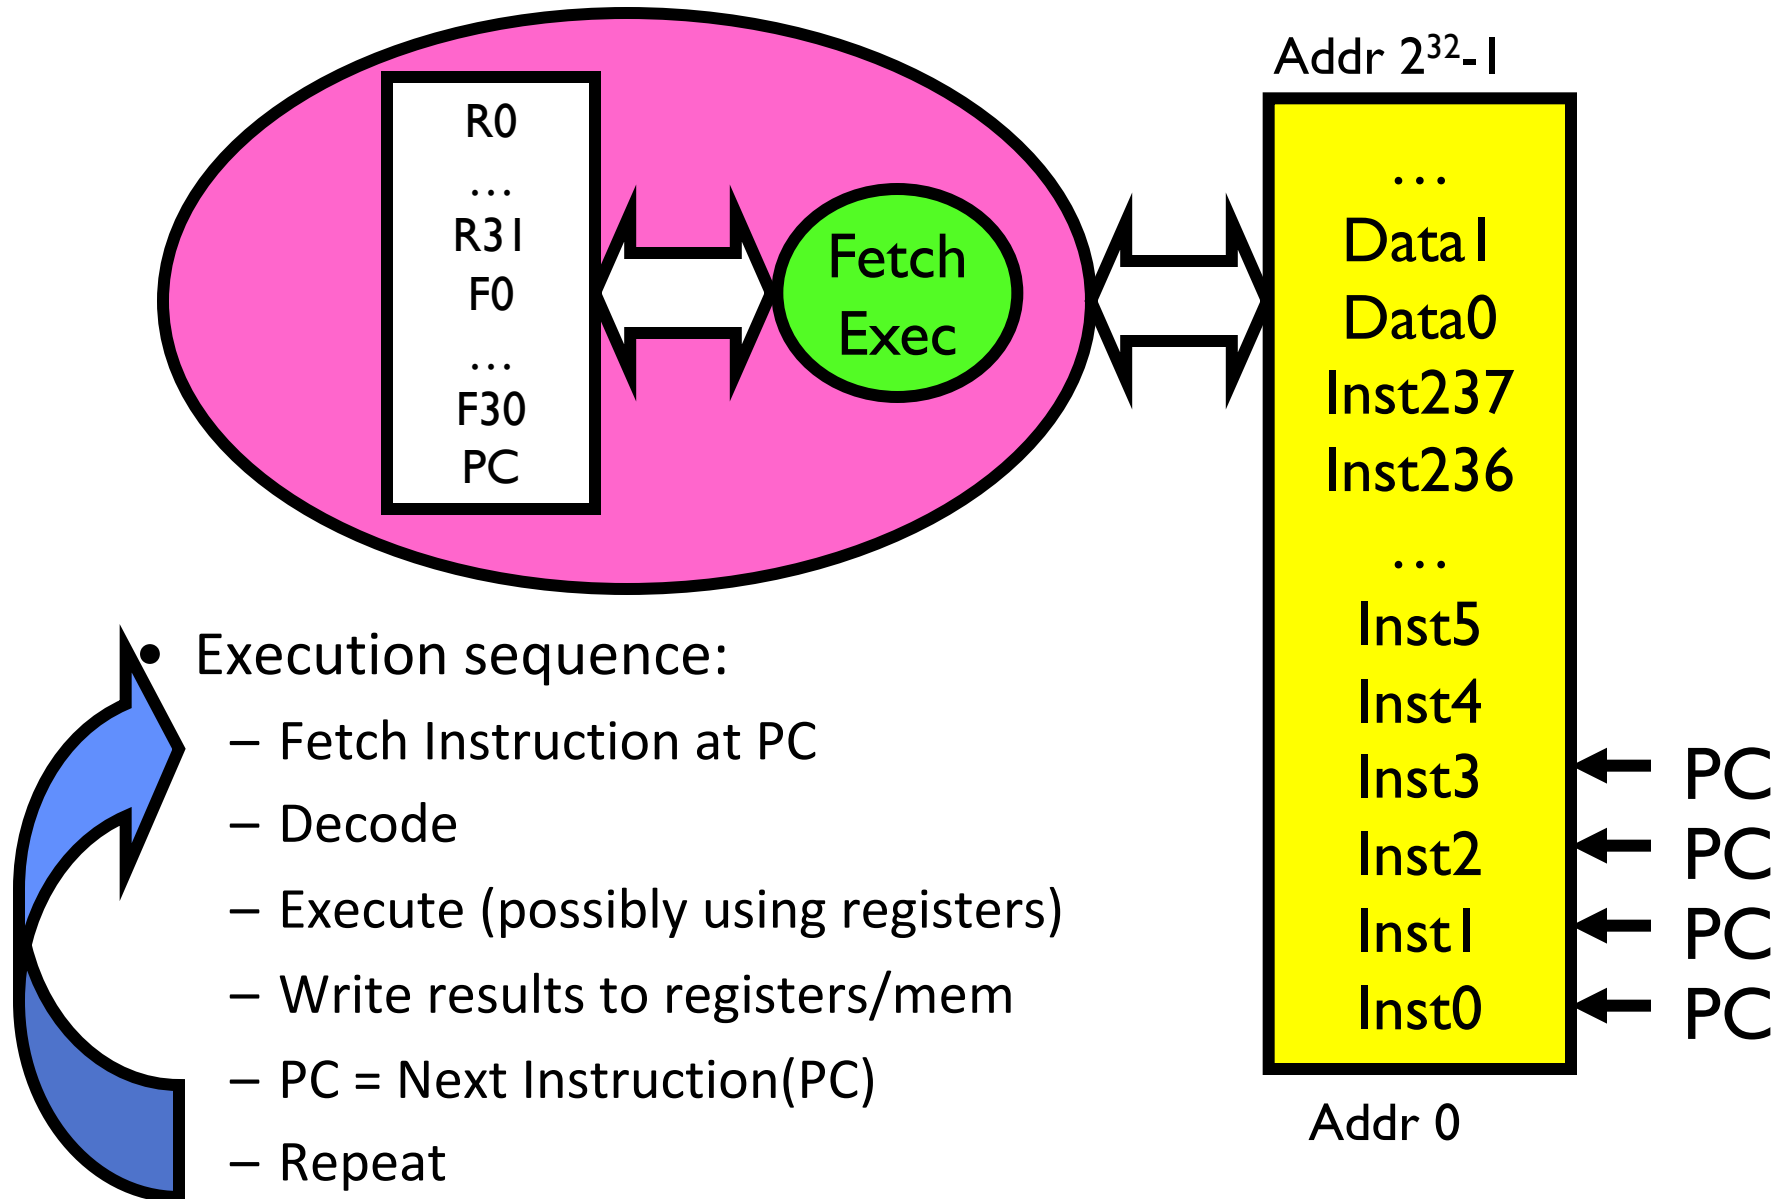 R0
…
R31
F0
…
F30
PC
Fetch
Exec
Addr 2³²-1
…
Data1
Data0
Inst237
Inst236
…
Inst5
Inst4
Inst3
Inst2
Inst1
Inst0
PC
PC
PC
PC
Addr 0
• Execution sequence:
– Fetch Instruction at PC
– Decode
– Execute (possibly using registers)
– Write results to registers/mem
– PC = Next Instruction(PC)
– Repeat